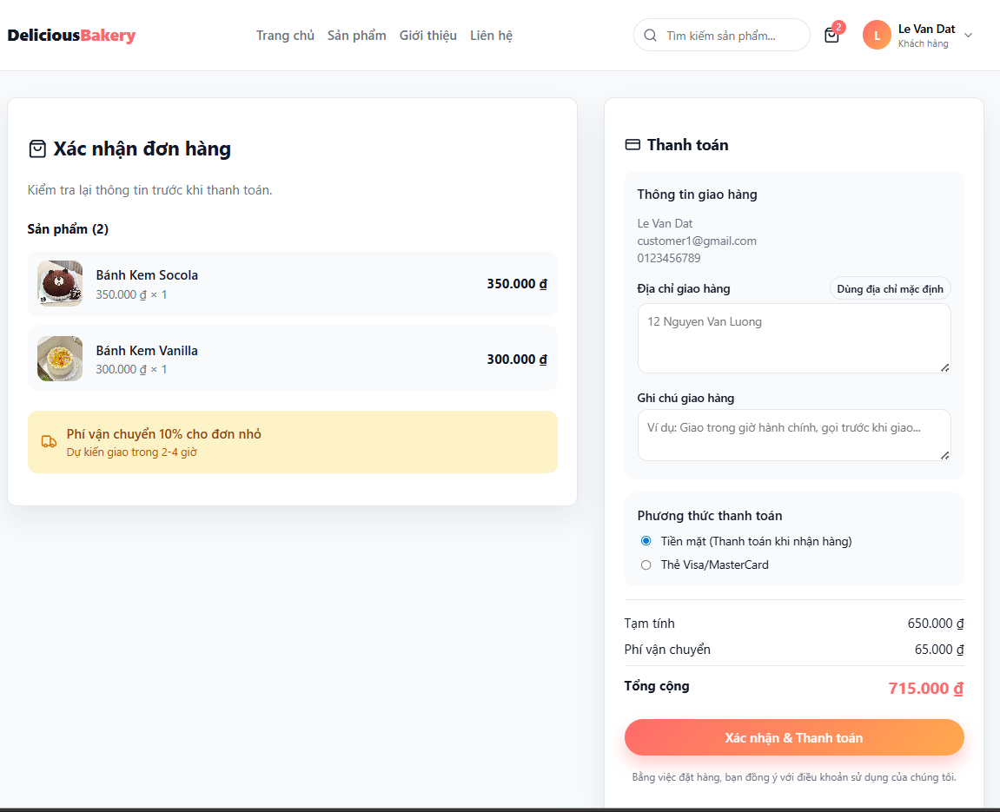 DeliciousBakery
Trang chủ Sản phẩm Giới thiệu Liên hệ
Tìm kiếm sản phẩm...
2
L
Le Van Dat
Khách hàng
Xác nhận đơn hàng
Kiểm tra lại thông tin trước khi thanh toán.
Sản phẩm (2)
Bánh Kem Socola
350.000 ₫ × 1
350.000 ₫
Bánh Kem Vanilla
300.000 ₫ × 1
300.000 ₫
Phí vận chuyển 10% cho đơn nhỏ
Dự kiến giao trong 2-4 giờ
Thanh toán
Thông tin giao hàng
Le Van Dat
customer1@gmail.com
0123456789
Địa chỉ giao hàng
Dùng địa chỉ mặc định
12 Nguyen Van Luong
Ghi chú giao hàng
Ví dụ: Giao trong giờ hành chính, gọi trước khi giao...
Phương thức thanh toán
Tiền mặt (Thanh toán khi nhận hàng)
Thẻ Visa/MasterCard
Tạm tính 650.000 ₫
Phí vận chuyển 65.000 ₫
Tổng cộng 715.000 ₫
Xác nhận & Thanh toán
Bằng việc đặt hàng, bạn đồng ý với điều khoản sử dụng của chúng tôi.